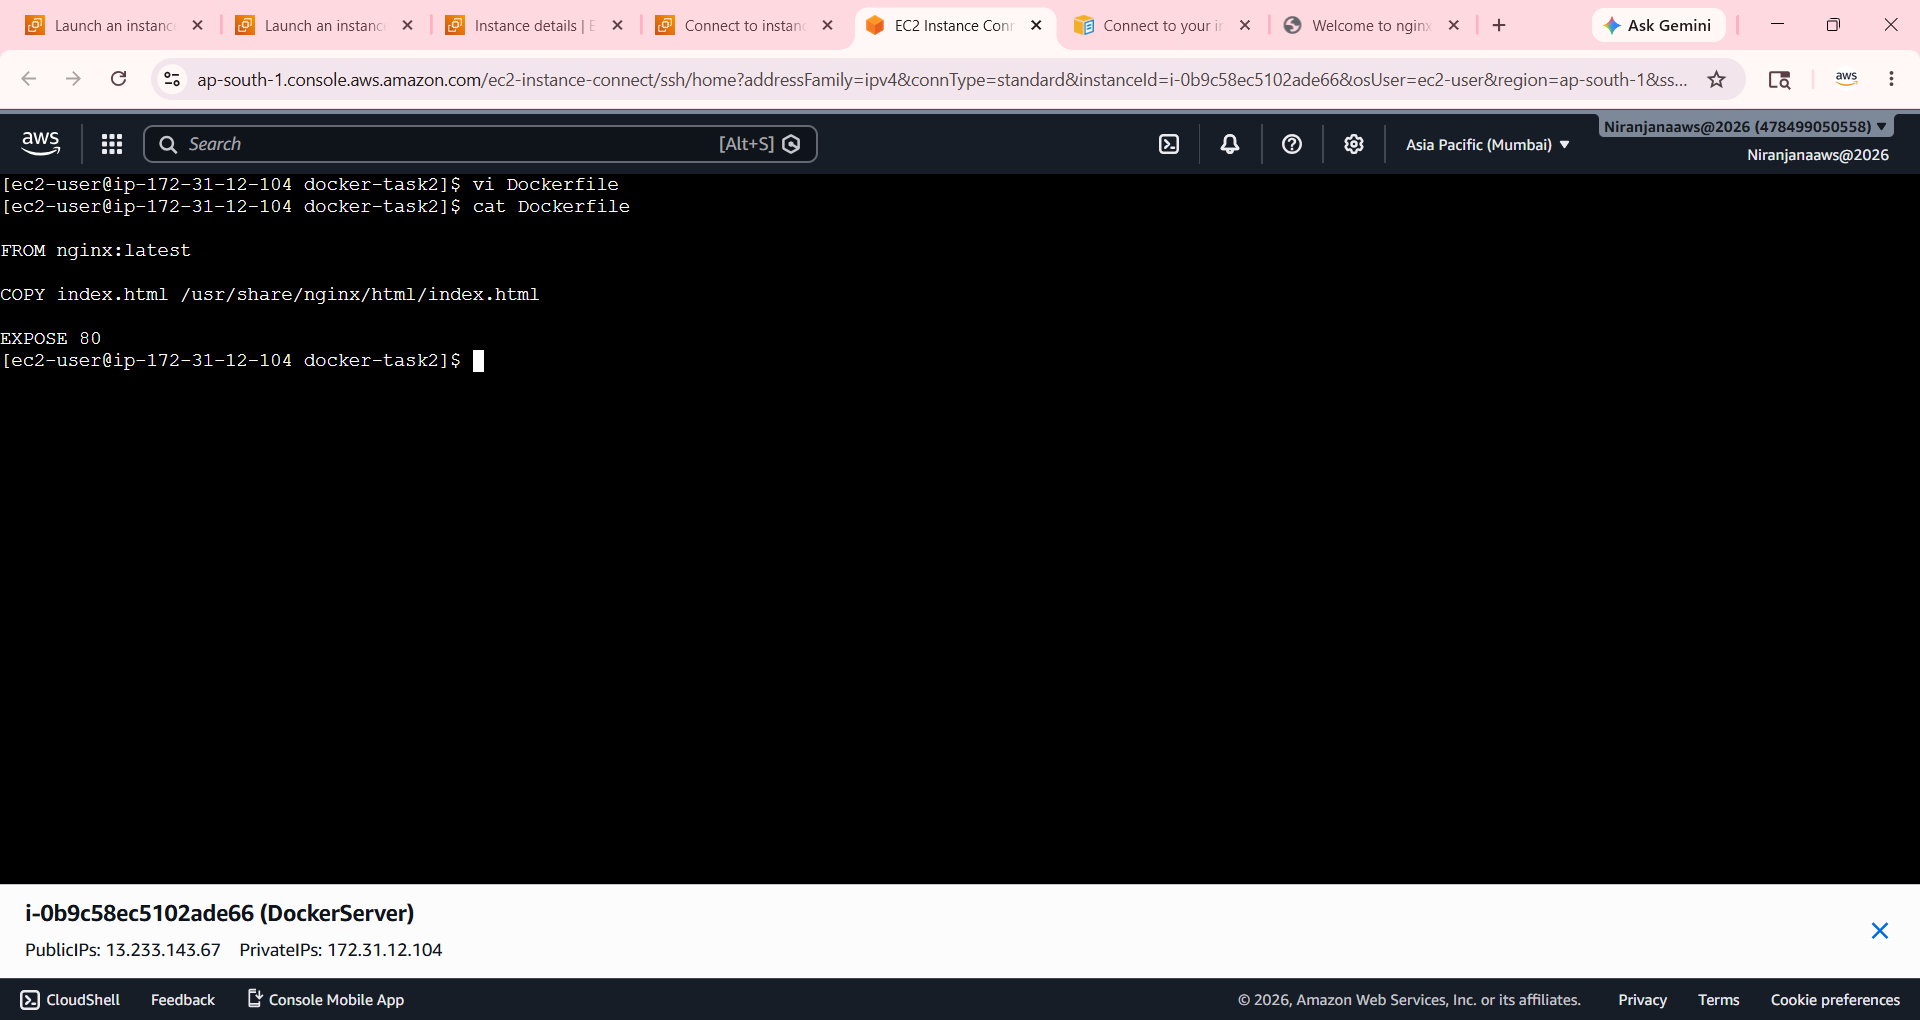 Launch an instanc
Launch an instanc
Instance details | E
Connect to instanc
EC2 Instance Conn
Connect to your in
Welcome to nginx
Ask Gemini
ap-south-1.console.aws.amazon.com/ec2-instance-connect/ssh/home?addressFamily=ipv4&connType=standard&instanceId=i-0b9c58ec5102ade66&osUser=ec2-user&region=ap-south-1&ss...
aws
aws
Search
[Alt+S]
Asia Pacific (Mumbai)
Niranjanaaws@2026 (478499050558)
Niranjanaaws@2026
[ec2-user@ip-172-31-12-104 docker-task2]$ vi Dockerfile
[ec2-user@ip-172-31-12-104 docker-task2]$ cat Dockerfile
FROM nginx:latest
COPY index.html /usr/share/nginx/html/index.html
EXPOSE 80
[ec2-user@ip-172-31-12-104 docker-task2]$
i-0b9c58ec5102ade66 (DockerServer)
PublicIPs: 13.233.143.67 PrivateIPs: 172.31.12.104
CloudShell Feedback Console Mobile App © 2026, Amazon Web Services, Inc. or its affiliates. Privacy Terms Cookie preferences